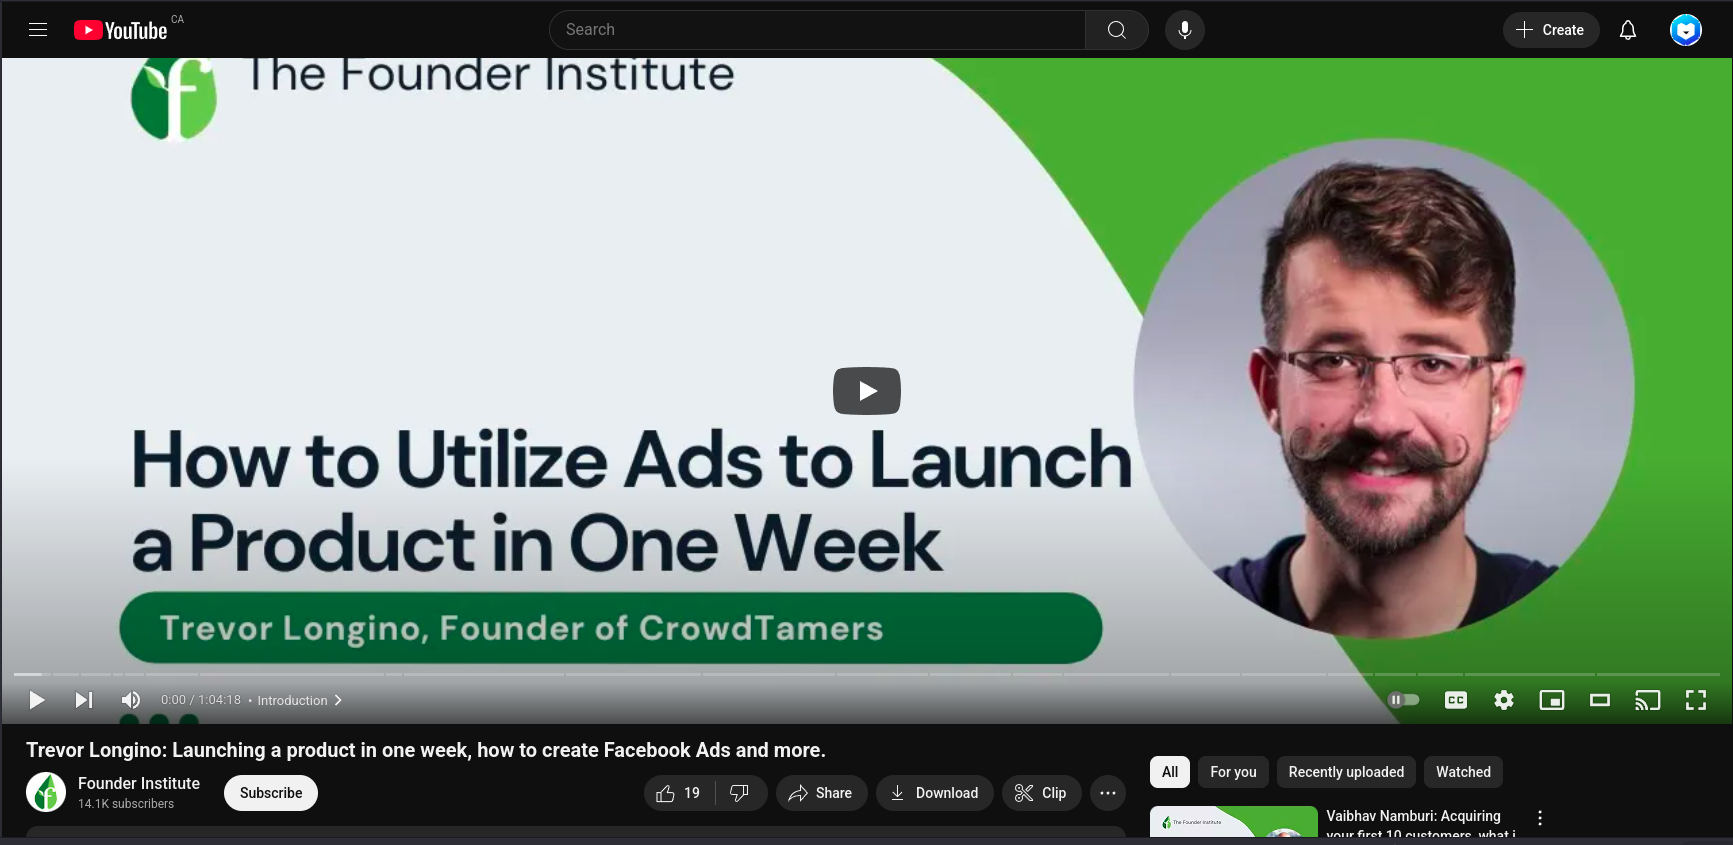 YouTube CA
Search
Create
The Founder Institute
How to Utilize Ads to Launch
a Product in One Week
Trevor Longino, Founder of CrowdTamers
0:00 / 1:04:18 • Introduction
CC
Trevor Longino: Launching a product in one week, how to create Facebook Ads and more.
Founder Institute
14.1K subscribers
Subscribe
19
Share
Download
Clip
All
For you
Recently uploaded
Watched
The Founder Institute
Vaibhav Namburi: Acquiring
your first 10 customers, what i